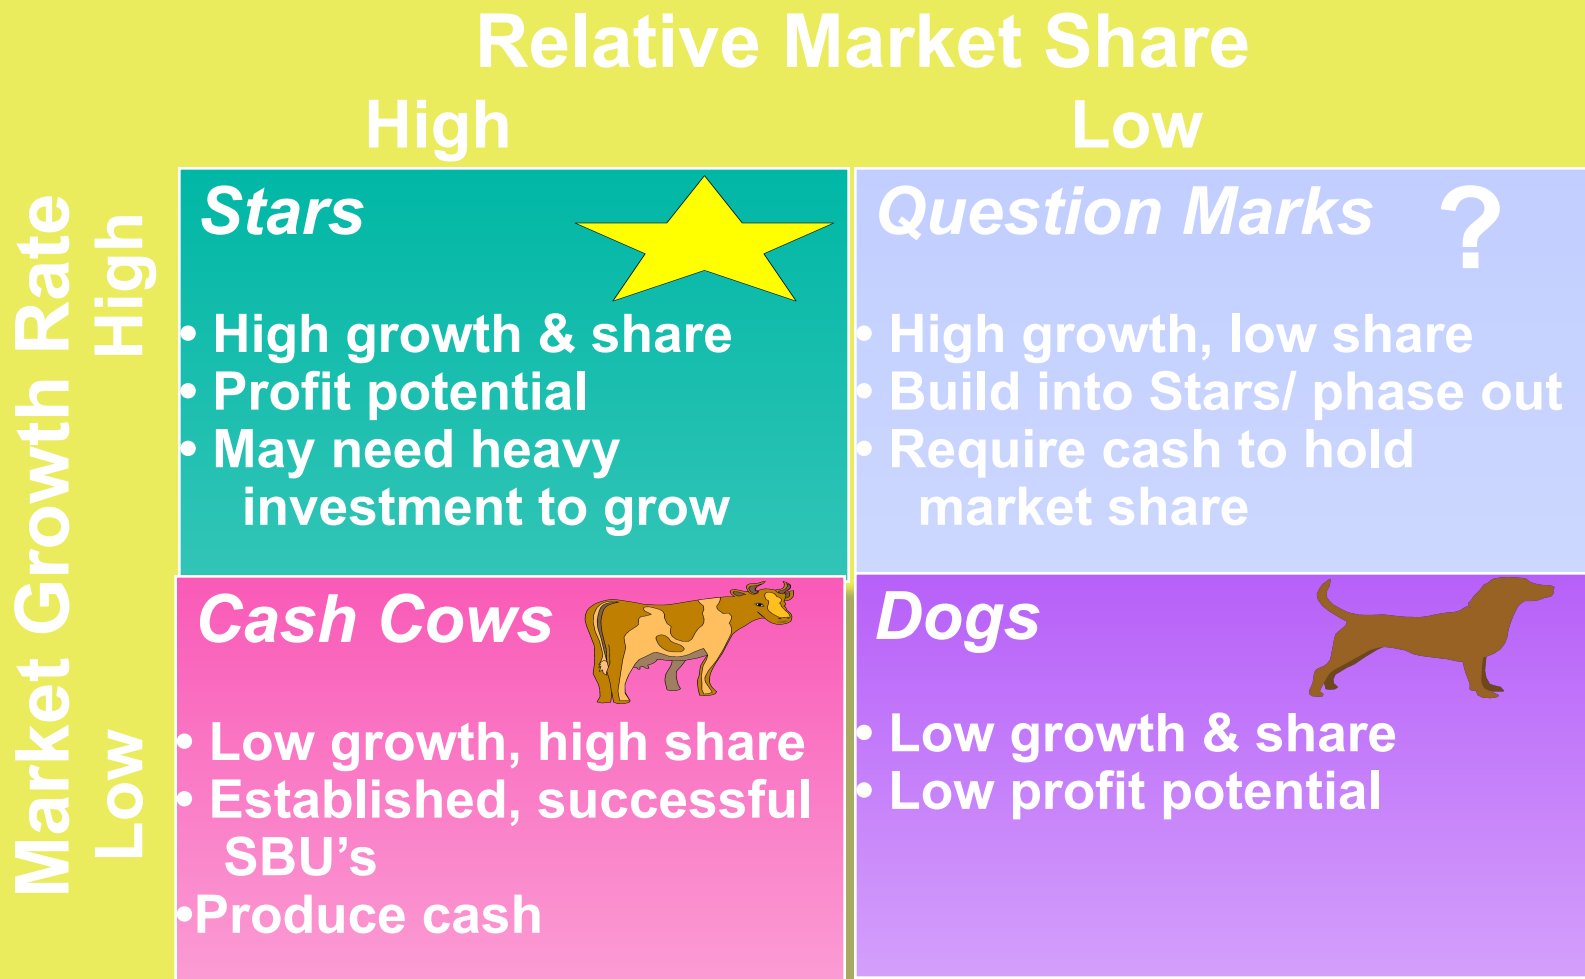 Relative Market Share
High
Low
Market Growth Rate
High
Low
Stars
• High growth & share
• Profit potential
• May need heavy
investment to grow
Question Marks ?
• High growth, low share
• Build into Stars/ phase out
• Require cash to hold
market share
Cash Cows
• Low growth, high share
• Established, successful
SBU’s
•Produce cash
Dogs
• Low growth & share
• Low profit potential